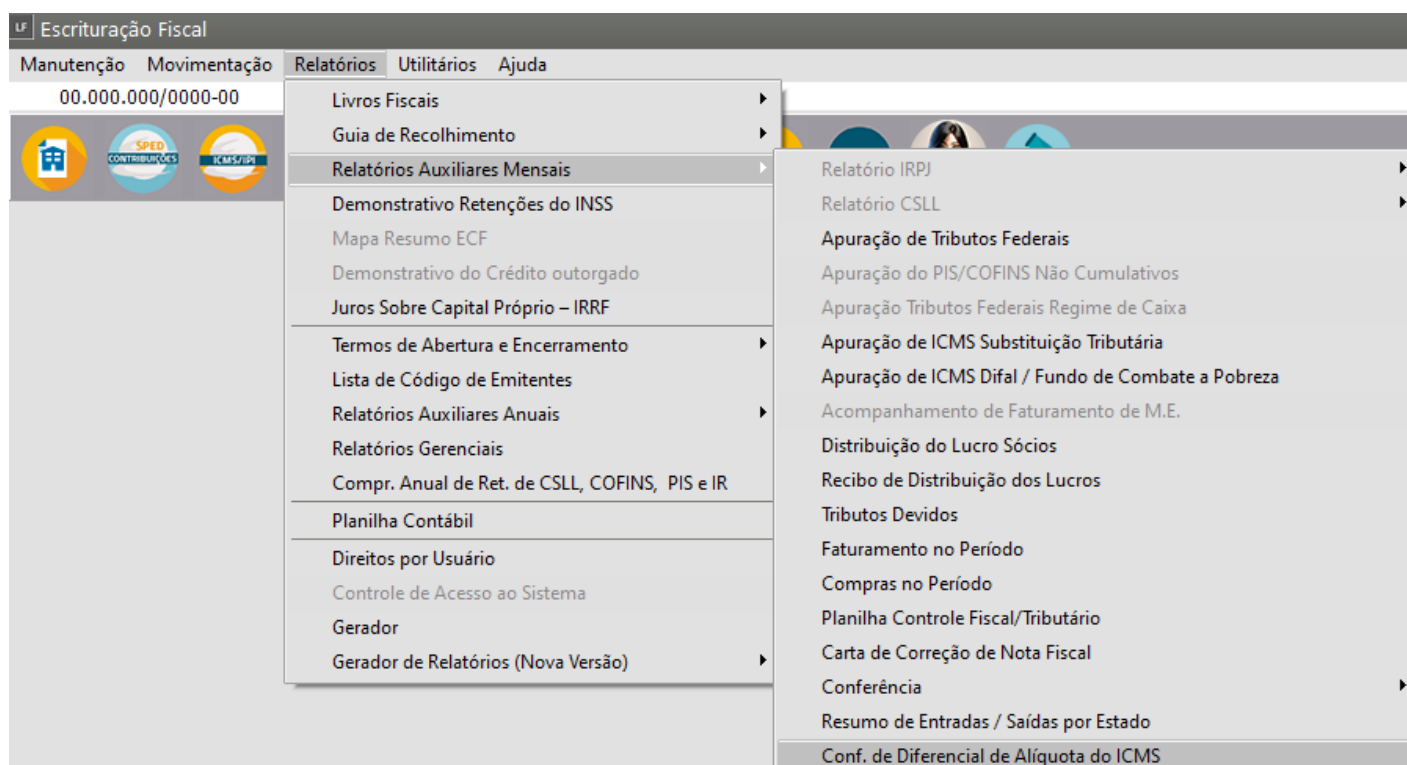 LF Escrituração Fiscal
Manutenção Movimentação Relatórios Utilitários Ajuda
00.000.000/0000-00
SPED
CONTRIBUIÇÕES
ICMS/IPI
Livros Fiscais
Guia de Recolhimento
Relatórios Auxiliares Mensais
Demonstrativo Retenções do INSS
Mapa Resumo ECF
Demonstrativo do Crédito outorgado
Juros Sobre Capital Próprio – IRRF
Termos de Abertura e Encerramento
Lista de Código de Emitentes
Relatórios Auxiliares Anuais
Relatórios Gerenciais
Compr. Anual de Ret. de CSLL, COFINS, PIS e IR
Planilha Contábil
Direitos por Usuário
Controle de Acesso ao Sistema
Gerador
Gerador de Relatórios (Nova Versão)
Relatório IRPJ
Relatório CSLL
Apuração de Tributos Federais
Apuração do PIS/COFINS Não Cumulativos
Apuração Tributos Federais Regime de Caixa
Apuração de ICMS Substituição Tributária
Apuração de ICMS Difal / Fundo de Combate a Pobreza
Acompanhamento de Faturamento de M.E.
Distribuição do Lucro Sócios
Recibo de Distribuição dos Lucros
Tributos Devidos
Faturamento no Período
Compras no Período
Planilha Controle Fiscal/Tributário
Carta de Correção de Nota Fiscal
Conferência
Resumo de Entradas / Saídas por Estado
Conf. de Diferencial de Alíquota do ICMS